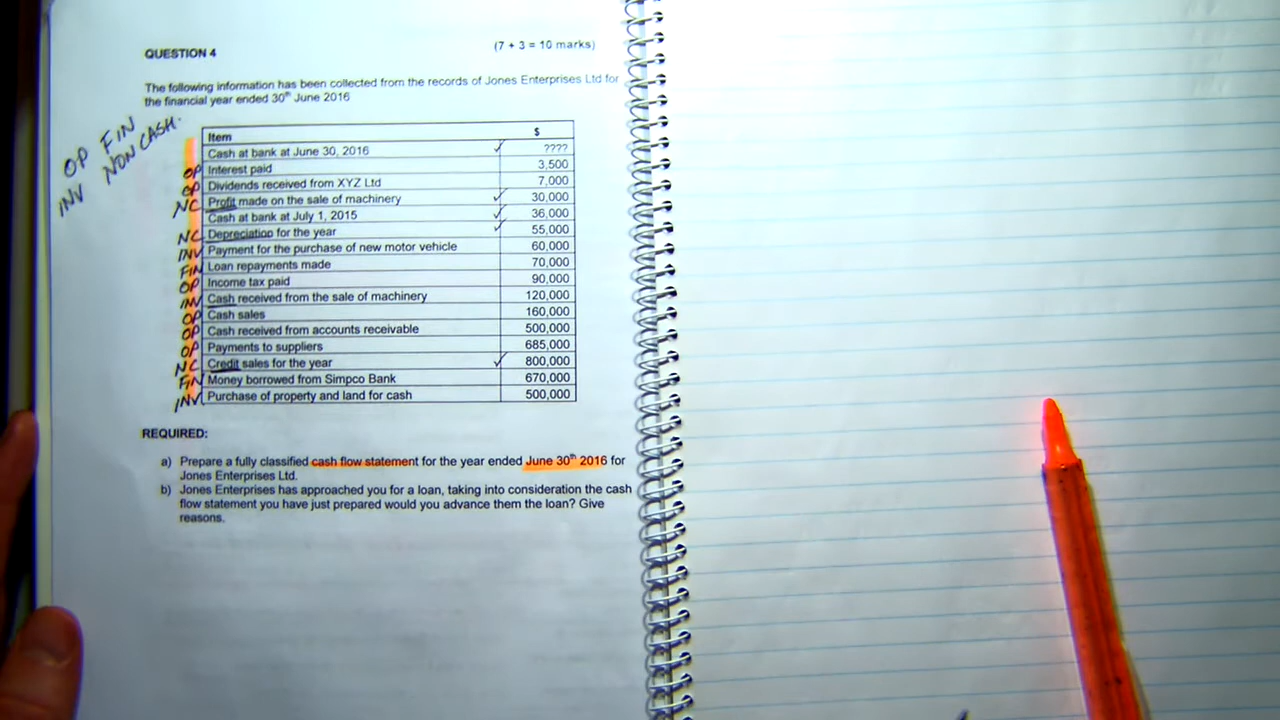 (7 + 3 = 10 marks)
QUESTION 4
The following information has been collected from the records of Jones Enterprises Ltd for
the financial year ended 30th June 2016
OP FIN
INV NON CASH.
Item $
Cash at bank at June 30, 2016 ✓ ????
OP Interest paid 3,500
OP Dividends received from XYZ Ltd 7,000
NC Profit made on the sale of machinery ✓ 30,000
Cash at bank at July 1, 2015 ✓ 36,000
NC Depreciation for the year ✓ 55,000
INV Payment for the purchase of new motor vehicle 60,000
FIN Loan repayments made 70,000
OP Income tax paid 90,000
INV Cash received from the sale of machinery 120,000
OP Cash sales 160,000
OP Cash received from accounts receivable 500,000
OP Payments to suppliers 685,000
NC Credit sales for the year ✓ 800,000
FIN Money borrowed from Simpco Bank 670,000
INV Purchase of property and land for cash 500,000
REQUIRED:
a) Prepare a fully classified cash flow statement for the year ended June 30th 2016 for
Jones Enterprises Ltd.
b) Jones Enterprises has approached you for a loan, taking into consideration the cash
flow statement you have just prepared would you advance them the loan? Give
reasons.